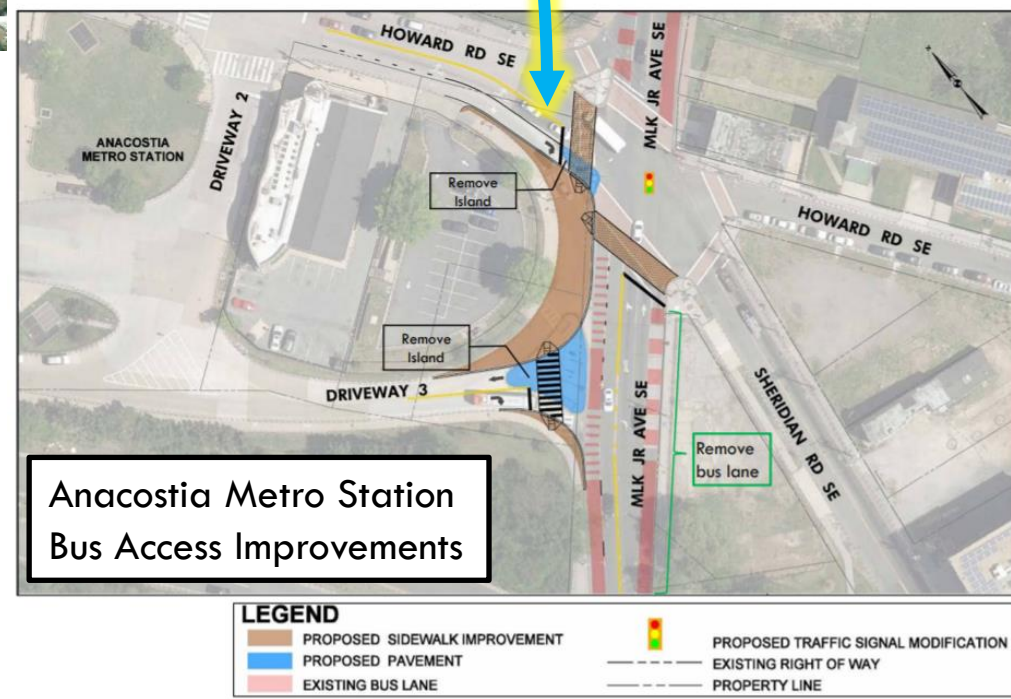 HOWARD RD SE
MLK JR AVE SE
ANACOSTIA
METRO STATION
DRIVEWAY 2
Remove
Island
HOWARD RD SE
Remove
Island
DRIVEWAY 3
MLK JR AVE SE
SHERIDIAN RD SE
Remove
bus lane
Anacostia Metro Station
Bus Access Improvements
LEGEND
PROPOSED SIDEWALK IMPROVEMENT
PROPOSED PAVEMENT
EXISTING BUS LANE
PROPOSED TRAFFIC SIGNAL MODIFICATION
EXISTING RIGHT OF WAY
PROPERTY LINE